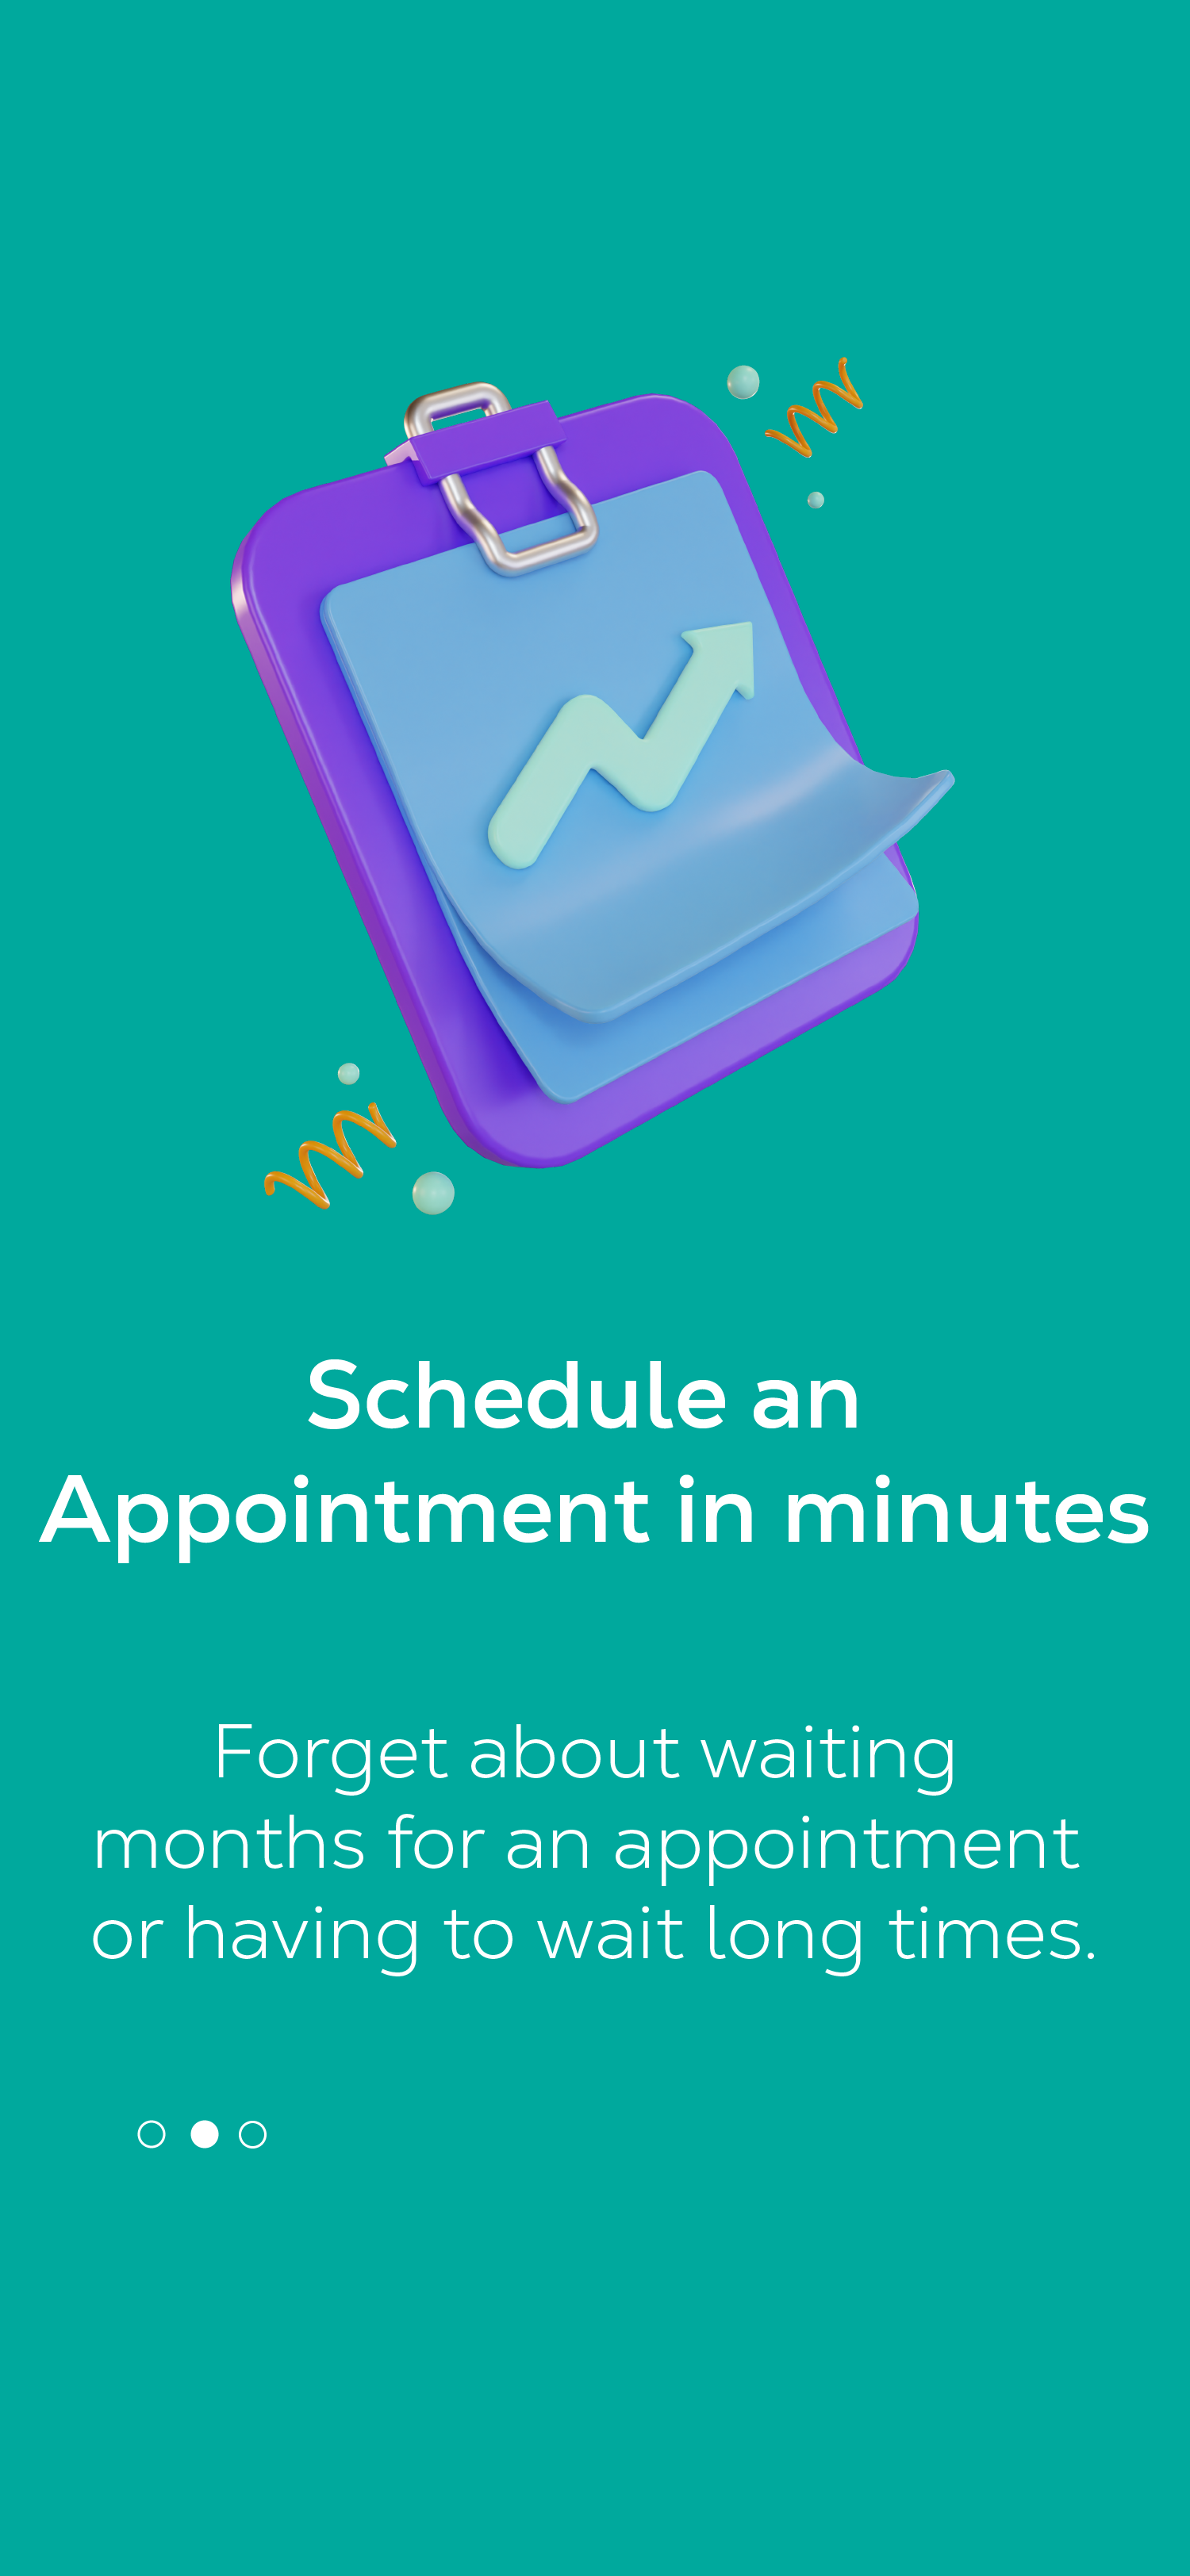 Schedule an
Appointment in minutes
Forget about waiting
months for an appointment
or having to wait long times.